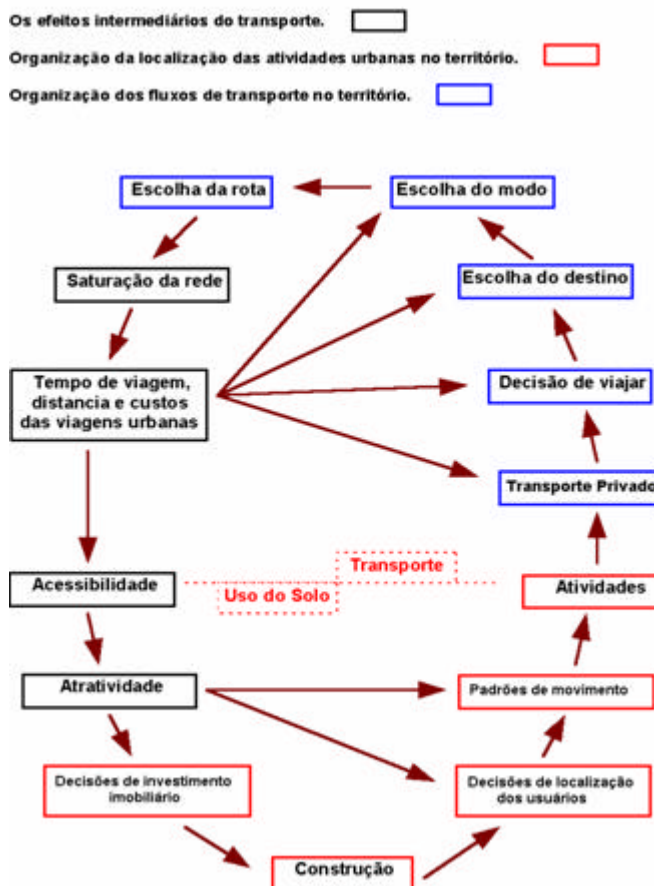 Os efeitos intermediários do transporte.
Organização da localização das atividades urbanas no território.
Organização dos fluxos de transporte no território.
Escolha da rota
Escolha do modo
Saturação da rede
Escolha do destino
Tempo de viagem,
distancia e custos
das viagens urbanas
Decisão de viajar
Transporte Privado
Transporte
Acessibilidade
Uso do Solo
Atividades
Atratividade
Padrões de movimento
Decisões de investimento
imobiliário
Decisões de localização
dos usuários
Construção